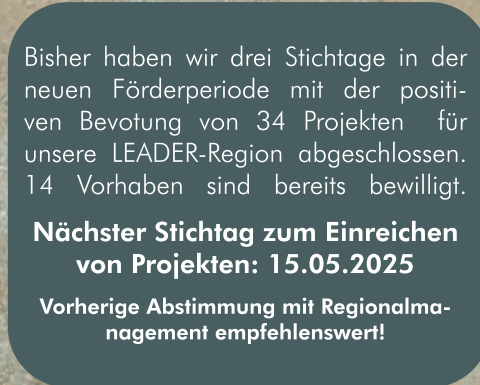 Bisher haben wir drei Stichtage in der
neuen Förderperiode mit der positi-
ven Bevotung von 34 Projekten für
unsere LEADER-Region abgeschlossen.
14 Vorhaben sind bereits bewilligt.
Nächster Stichtag zum Einreichen
von Projekten: 15.05.2025
Vorherige Abstimmung mit Regionalma-
nagement empfehlenswert!